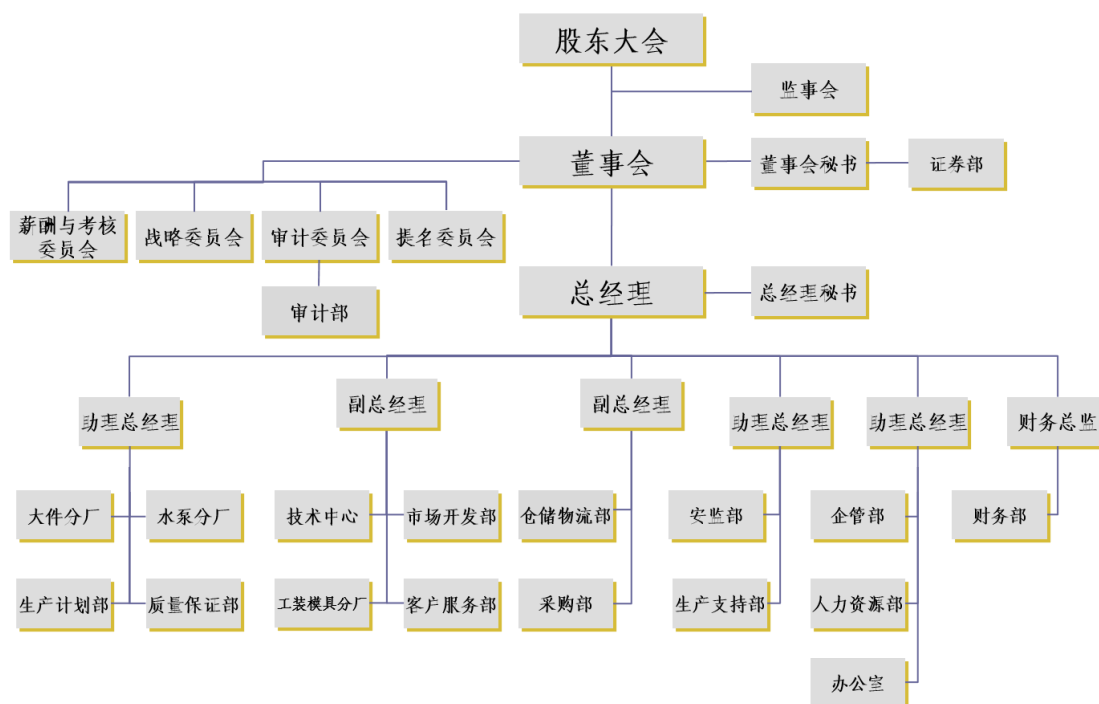 股东大会
监事会
董事会
董事会秘书
证券部
薪酬与考核
委员会
战略委员会
审计委员会
提名委员会
总经理
总经理秘书
审计部
助理总经理
副总经理
副总经理
助理总经理
助理总经理
财务总监
大件分厂
水泵分厂
技术中心
市场开发部
仓储物流部
安监部
企管部
财务部
生产计划部
质量保证部
工装模具分厂
客户服务部
采购部
生产支持部
人力资源部
办公室